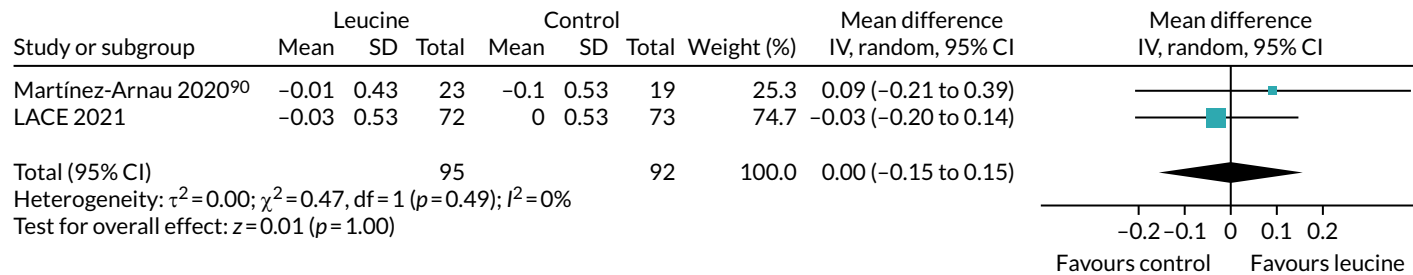 Leucine Control Mean difference Mean difference
Study or subgroup Mean SD Total Mean SD Total Weight (%) IV, random, 95% CI IV, random, 95% CI
Martínez-Arnau 2020⁹⁰ −0.01 0.43 23 −0.1 0.53 19 25.3 0.09 (−0.21 to 0.39)
LACE 2021 −0.03 0.53 72 0 0.53 73 74.7 −0.03 (−0.20 to 0.14)
Total (95% CI) 95 92 100.0 0.00 (−0.15 to 0.15)
Heterogeneity: τ²=0.00; χ²=0.47, df=1 (p=0.49); I²=0%
Test for overall effect: z=0.01 (p=1.00)
−0.2 −0.1 0 0.1 0.2
Favours control Favours leucine